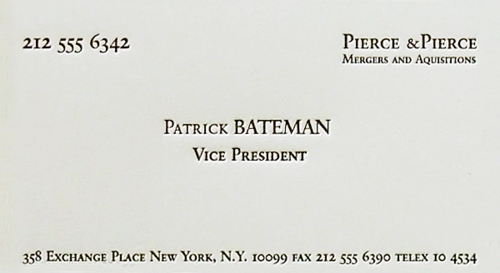 212 555 6342
PIERCE & PIERCE
MERGERS AND AQUISITIONS
PATRICK BATEMAN
VICE PRESIDENT
358 EXCHANGE PLACE NEW YORK, N.Y. 10099 FAX 212 555 6390 TELEX 10 4534